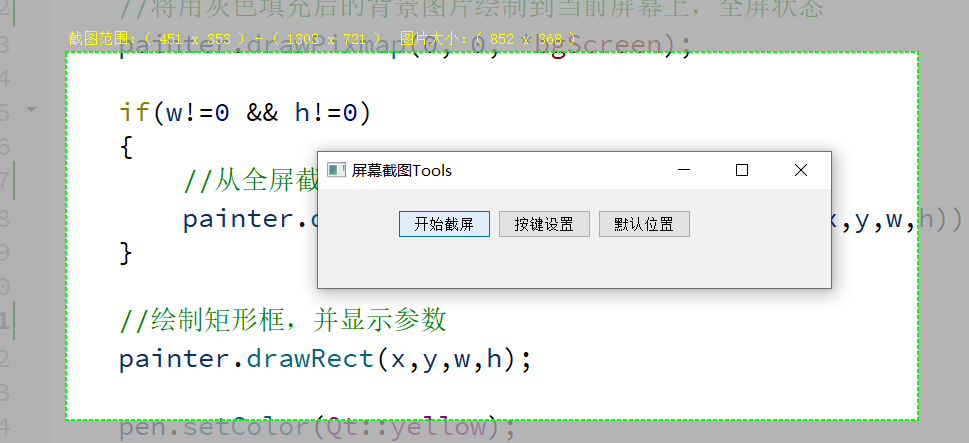 //将用灰色填充后的背景图片绘制到当前屏幕上，全屏状态
截图范围：( 451 x 353 ) - ( 1303 x 721 ) 图片大小：( 852 x 368 )
painter.drawPixmap(0, 0, *bgScreen);
if(w!=0 && h!=0)
{
屏幕截图Tools
//从全屏截
painter.
x,y,w,h))
开始截屏 按键设置 默认位置
}
//绘制矩形框，并显示参数
painter.drawRect(x,y,w,h);
pen.setColor(Qt::yellow);